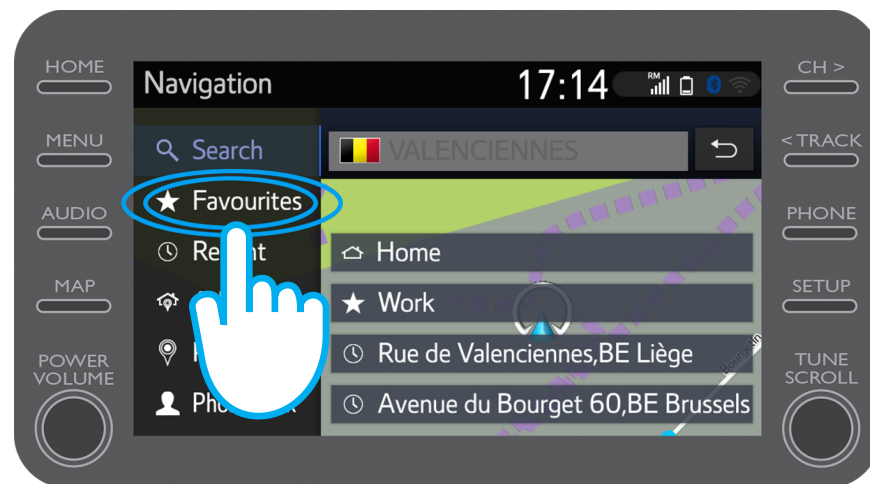 HOME
MENU
AUDIO
MAP
POWER
VOLUME
Navigation
17:14
RM
Search
Favourites
VALENCIENNES
Home
Work
Rue de Valenciennes,BE Liège
Avenue du Bourget 60,BE Brussels
CH >
< TRACK
PHONE
SETUP
TUNE
SCROLL